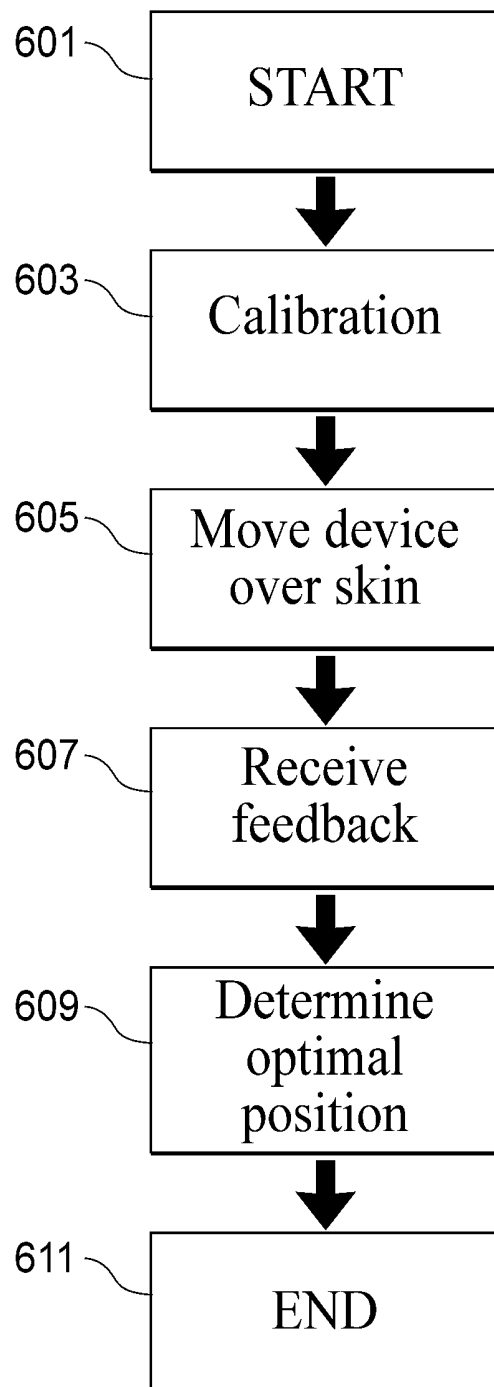 601
START
603
Calibration
605
Move device
over skin
607
Receive
feedback
609
Determine
optimal
position
611
END